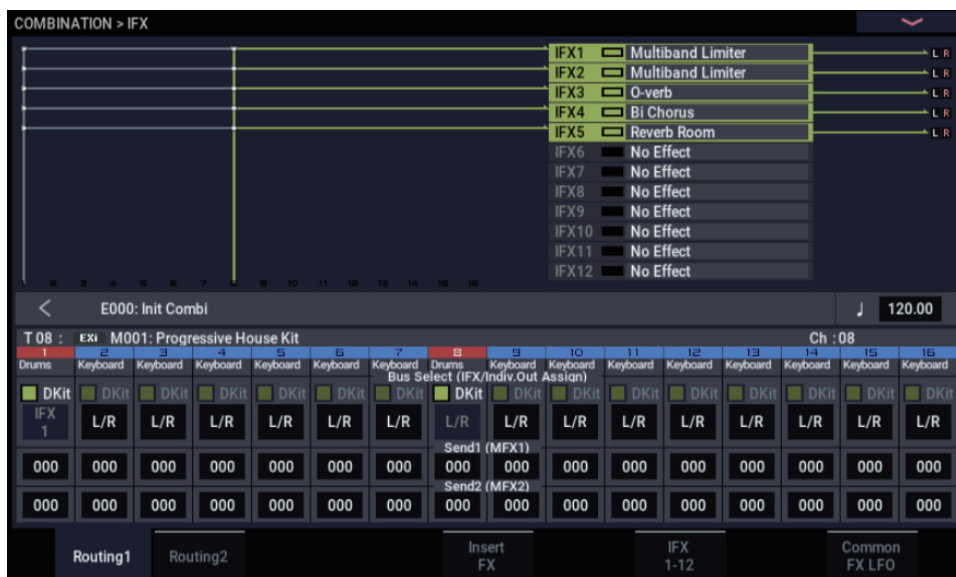 COMBINATION > IFX
IFX1 Multiband Limiter L R
IFX2 Multiband Limiter L R
IFX3 O-verb L R
IFX4 Bi Chorus L R
IFX5 Reverb Room L R
IFX6 No Effect
IFX7 No Effect
IFX8 No Effect
IFX9 No Effect
IFX10 No Effect
IFX11 No Effect
IFX12 No Effect
E000: Init Combi ♩ 120.00
T 08 : EXi M001: Progressive House Kit Ch : 08
1 2 3 4 5 6 7 8 9 10 11 12 13 14 15 16
Drums Keyboard Keyboard Keyboard Keyboard Keyboard Keyboard Drums Keyboard Keyboard Keyboard Keyboard Keyboard Keyboard Keyboard Keyboard
Bus Select (IFX/Indiv.Out Assign)
DKit DKit DKit DKit DKit DKit DKit DKit DKit DKit DKit DKit DKit DKit DKit DKit
IFX 1 L/R L/R L/R L/R L/R L/R L/R L/R L/R L/R L/R L/R L/R L/R L/R
Send1 (MFX1)
000 000 000 000 000 000 000 000 000 000 000 000 000 000 000 000
Send2 (MFX2)
000 000 000 000 000 000 000 000 000 000 000 000 000 000 000 000
Routing1 Routing2 Insert FX IFX 1-12 Common FX LFO